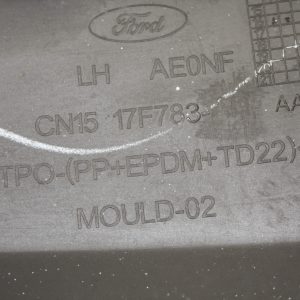 Ford
LH AE0NF
CN15 17F783-
AA
TPO-(PP+EPDM+TD22)
MOULD-02